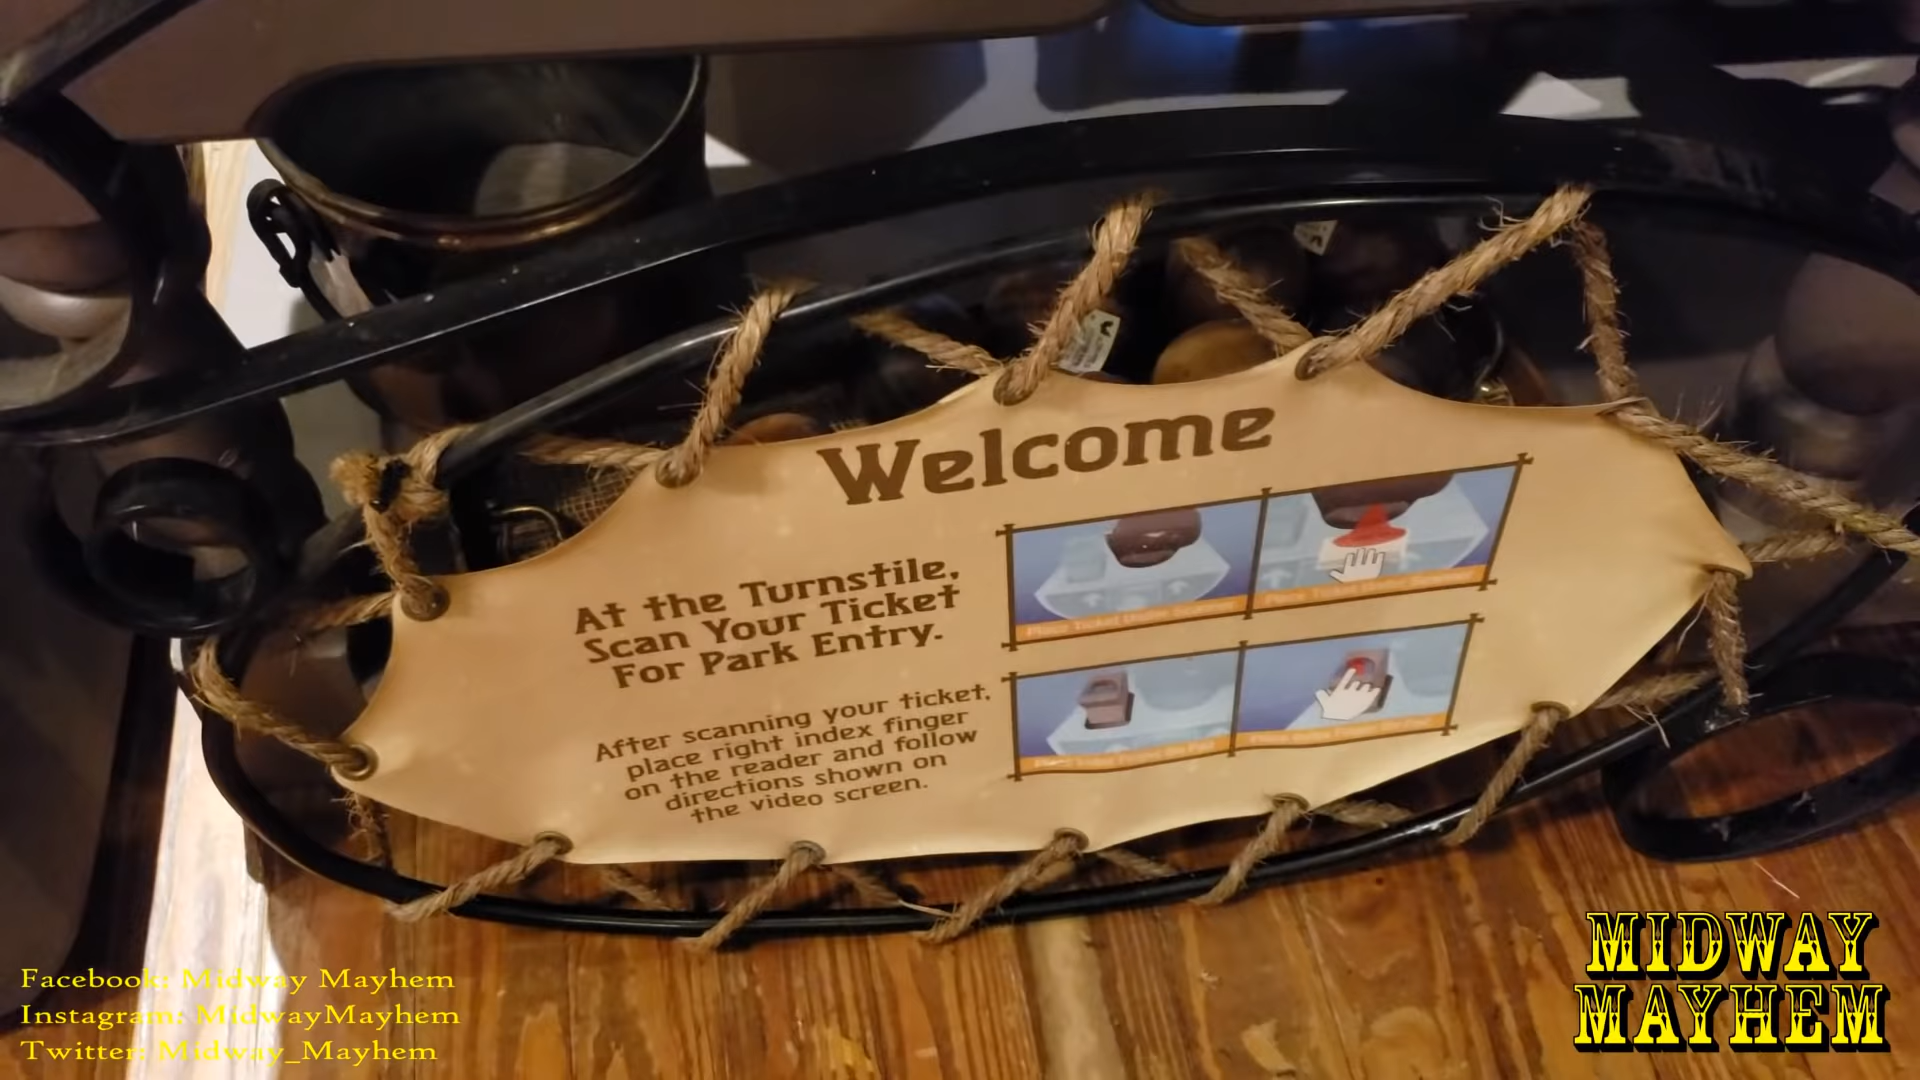 Welcome
At the Turnstile,
Scan Your Ticket
For Park Entry.
After scanning your ticket,
place right index finger
on the reader and follow
directions shown on
the video screen.
Facebook: Midway Mayhem
Instagram: MidwayMayhem
Twitter: Midway_Mayhem
MIDWAY
MAYHEM